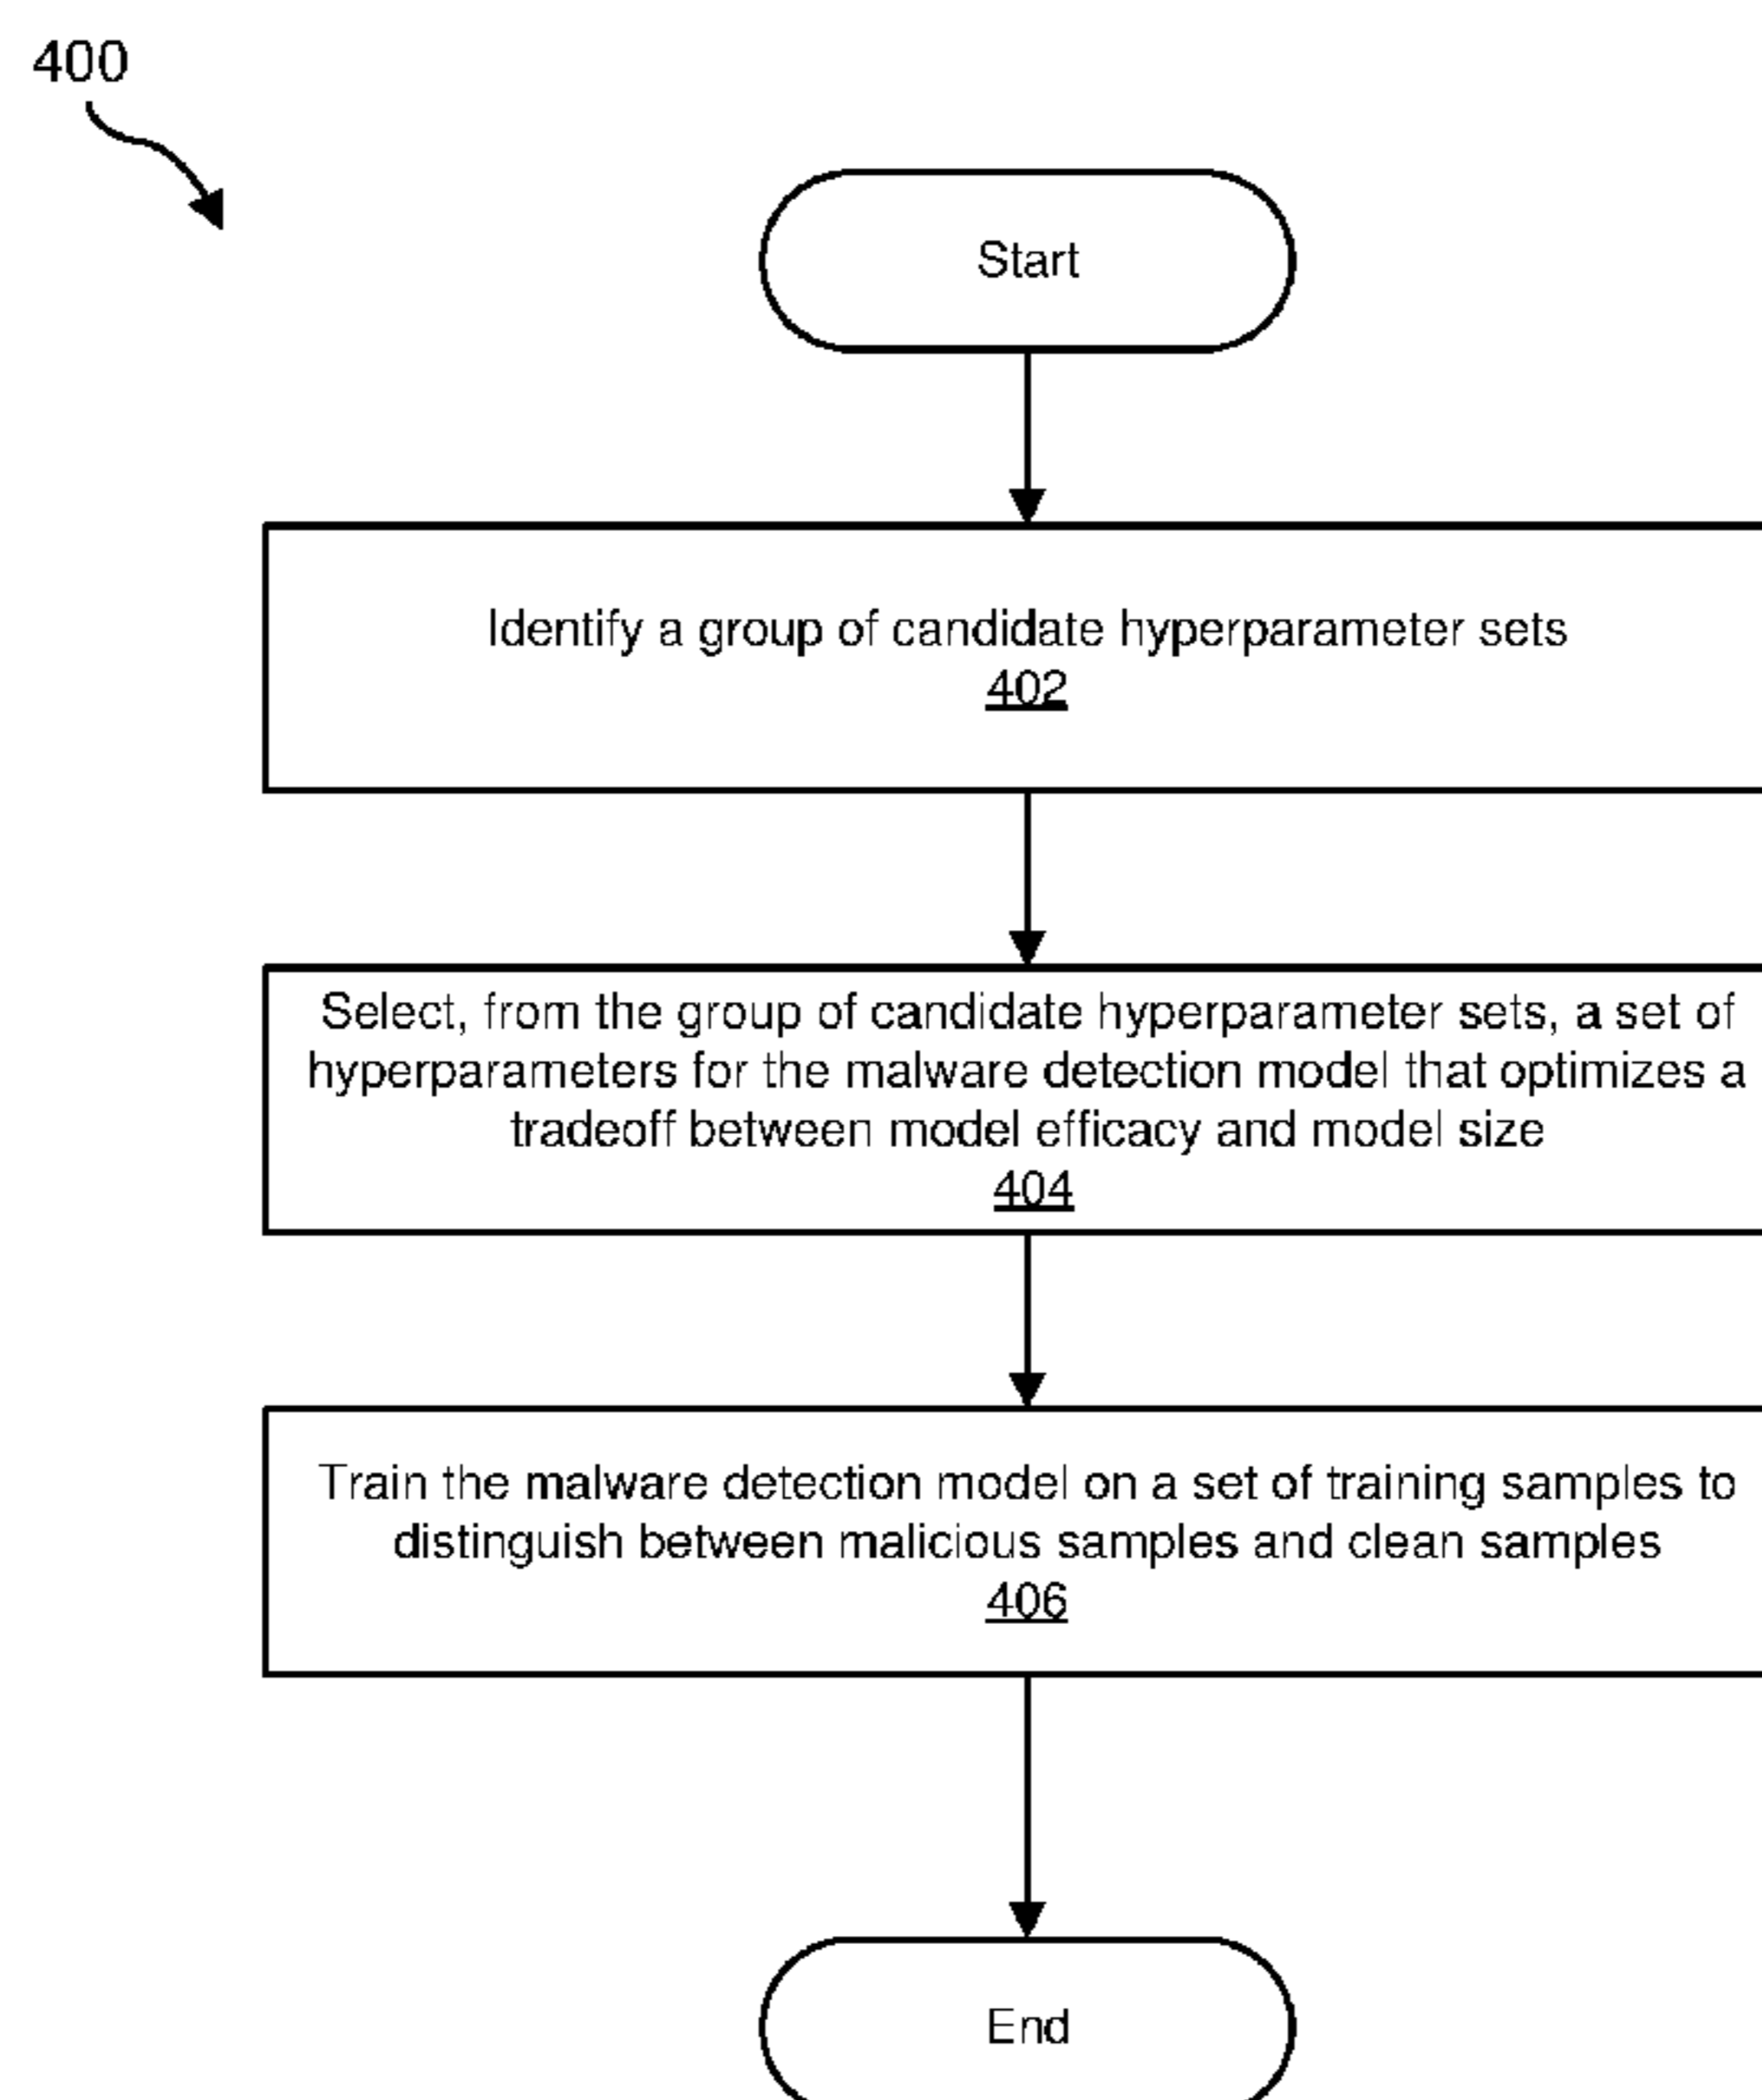 400
Start
Identify a group of candidate hyperparameter sets
402
Select, from the group of candidate hyperparameter sets, a set of
hyperparameters for the malware detection model that optimizes a
tradeoff between model efficacy and model size
404
Train the malware detection model on a set of training samples to
distinguish between malicious samples and clean samples
406
End